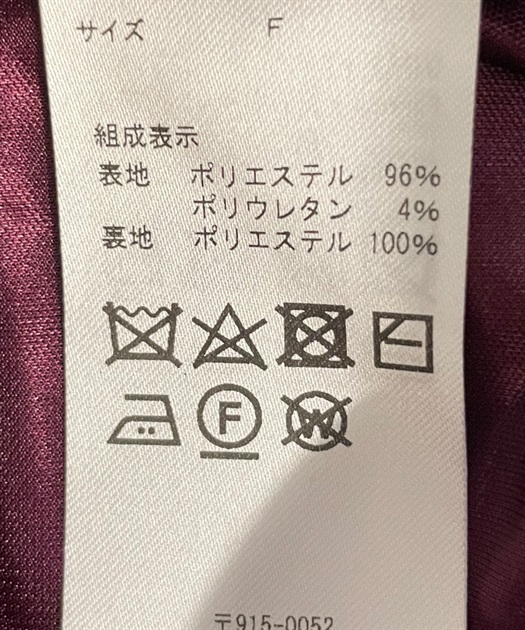 サイズ F
組成表示
表地 ポリエステル 96%
ポリウレタン 4%
裏地 ポリエステル 100%
F
W
〒915-0052